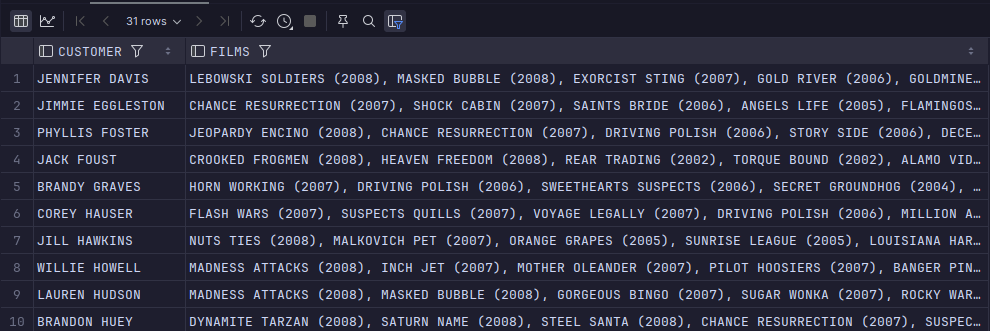 31 rows
CUSTOMER FILMS
1 JENNIFER DAVIS LEBOWSKI SOLDIERS (2008), MASKED BUBBLE (2008), EXORCIST STING (2007), GOLD RIVER (2006), GOLDMINE…
2 JIMMIE EGGLESTON CHANCE RESURRECTION (2007), SHOCK CABIN (2007), SAINTS BRIDE (2006), ANGELS LIFE (2005), FLAMINGOS…
3 PHYLLIS FOSTER JEOPARDY ENCINO (2008), CHANCE RESURRECTION (2007), DRIVING POLISH (2006), STORY SIDE (2006), DECE…
4 JACK FOUST CROOKED FROGMEN (2008), HEAVEN FREEDOM (2008), REAR TRADING (2002), TORQUE BOUND (2002), ALAMO VID…
5 BRANDY GRAVES HORN WORKING (2007), DRIVING POLISH (2006), SWEETHEARTS SUSPECTS (2006), SECRET GROUNDHOG (2004), …
6 COREY HAUSER FLASH WARS (2007), SUSPECTS QUILLS (2007), VOYAGE LEGALLY (2007), DRIVING POLISH (2006), MILLION A…
7 JILL HAWKINS NUTS TIES (2008), MALKOVICH PET (2007), ORANGE GRAPES (2005), SUNRISE LEAGUE (2005), LOUISIANA HAR…
8 WILLIE HOWELL MADNESS ATTACKS (2008), INCH JET (2007), MOTHER OLEANDER (2007), PILOT HOOSIERS (2007), BANGER PIN…
9 LAUREN HUDSON MADNESS ATTACKS (2008), MASKED BUBBLE (2008), GORGEOUS BINGO (2007), SUGAR WONKA (2007), ROCKY WAR…
10 BRANDON HUEY DYNAMITE TARZAN (2008), SATURN NAME (2008), STEEL SANTA (2008), CHANCE RESURRECTION (2007), SUSPEC…